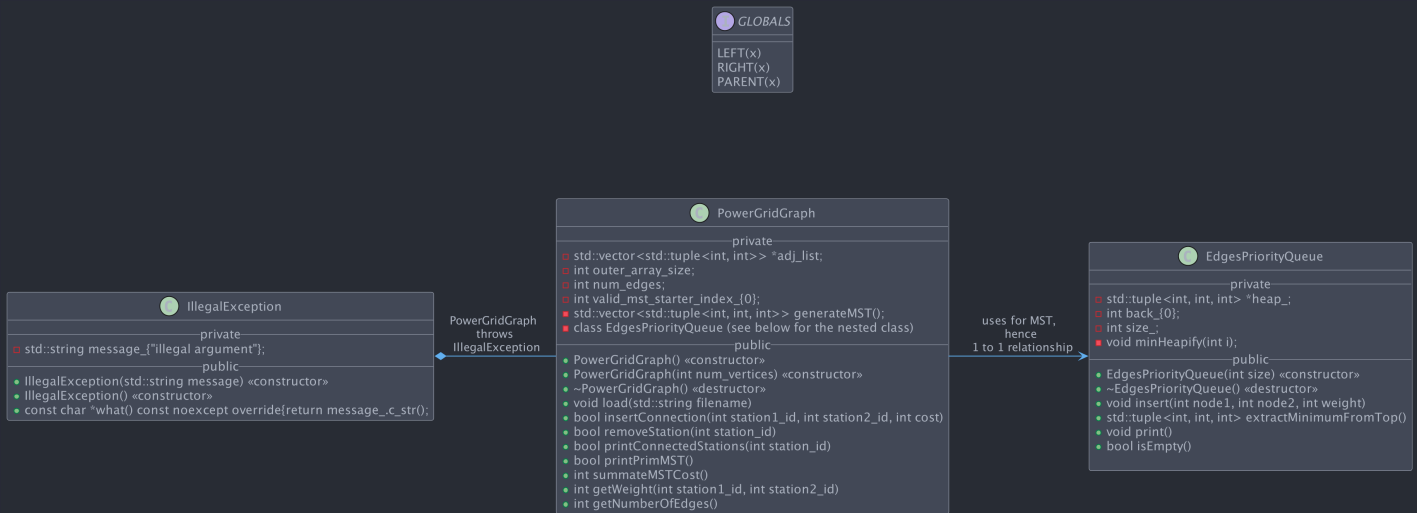 GLOBALS
LEFT(x)
RIGHT(x)
PARENT(x)
IllegalException
private
std::string message_{"illegal argument"};
public
IllegalException(std::string message) «constructor»
IllegalException() «constructor»
const char *what() const noexcept override{return message_.c_str();
PowerGridGraph
throws
IllegalException
PowerGridGraph
private
std::vector<std::tuple<int, int>> *adj_list;
int outer_array_size;
int num_edges;
int valid_mst_starter_index_{0};
std::vector<std::tuple<int, int, int>> generateMST();
class EdgesPriorityQueue (see below for the nested class)
public
PowerGridGraph() «constructor»
PowerGridGraph(int num_vertices) «constructor»
~PowerGridGraph() «destructor»
void load(std::string filename)
bool insertConnection(int station1_id, int station2_id, int cost)
bool removeStation(int station_id)
bool printConnectedStations(int station_id)
bool printPrimMST()
int summateMSTCost()
int getWeight(int station1_id, int station2_id)
int getNumberOfEdges()
uses for MST,
hence
1 to 1 relationship
EdgesPriorityQueue
private
std::tuple<int, int, int> *heap_;
int back_{0};
int size_;
void minHeapify(int i);
public
EdgesPriorityQueue(int size) «constructor»
~EdgesPriorityQueue() «destructor»
void insert(int node1, int node2, int weight)
std::tuple<int, int, int> extractMinimumFromTop()
void print()
bool isEmpty()